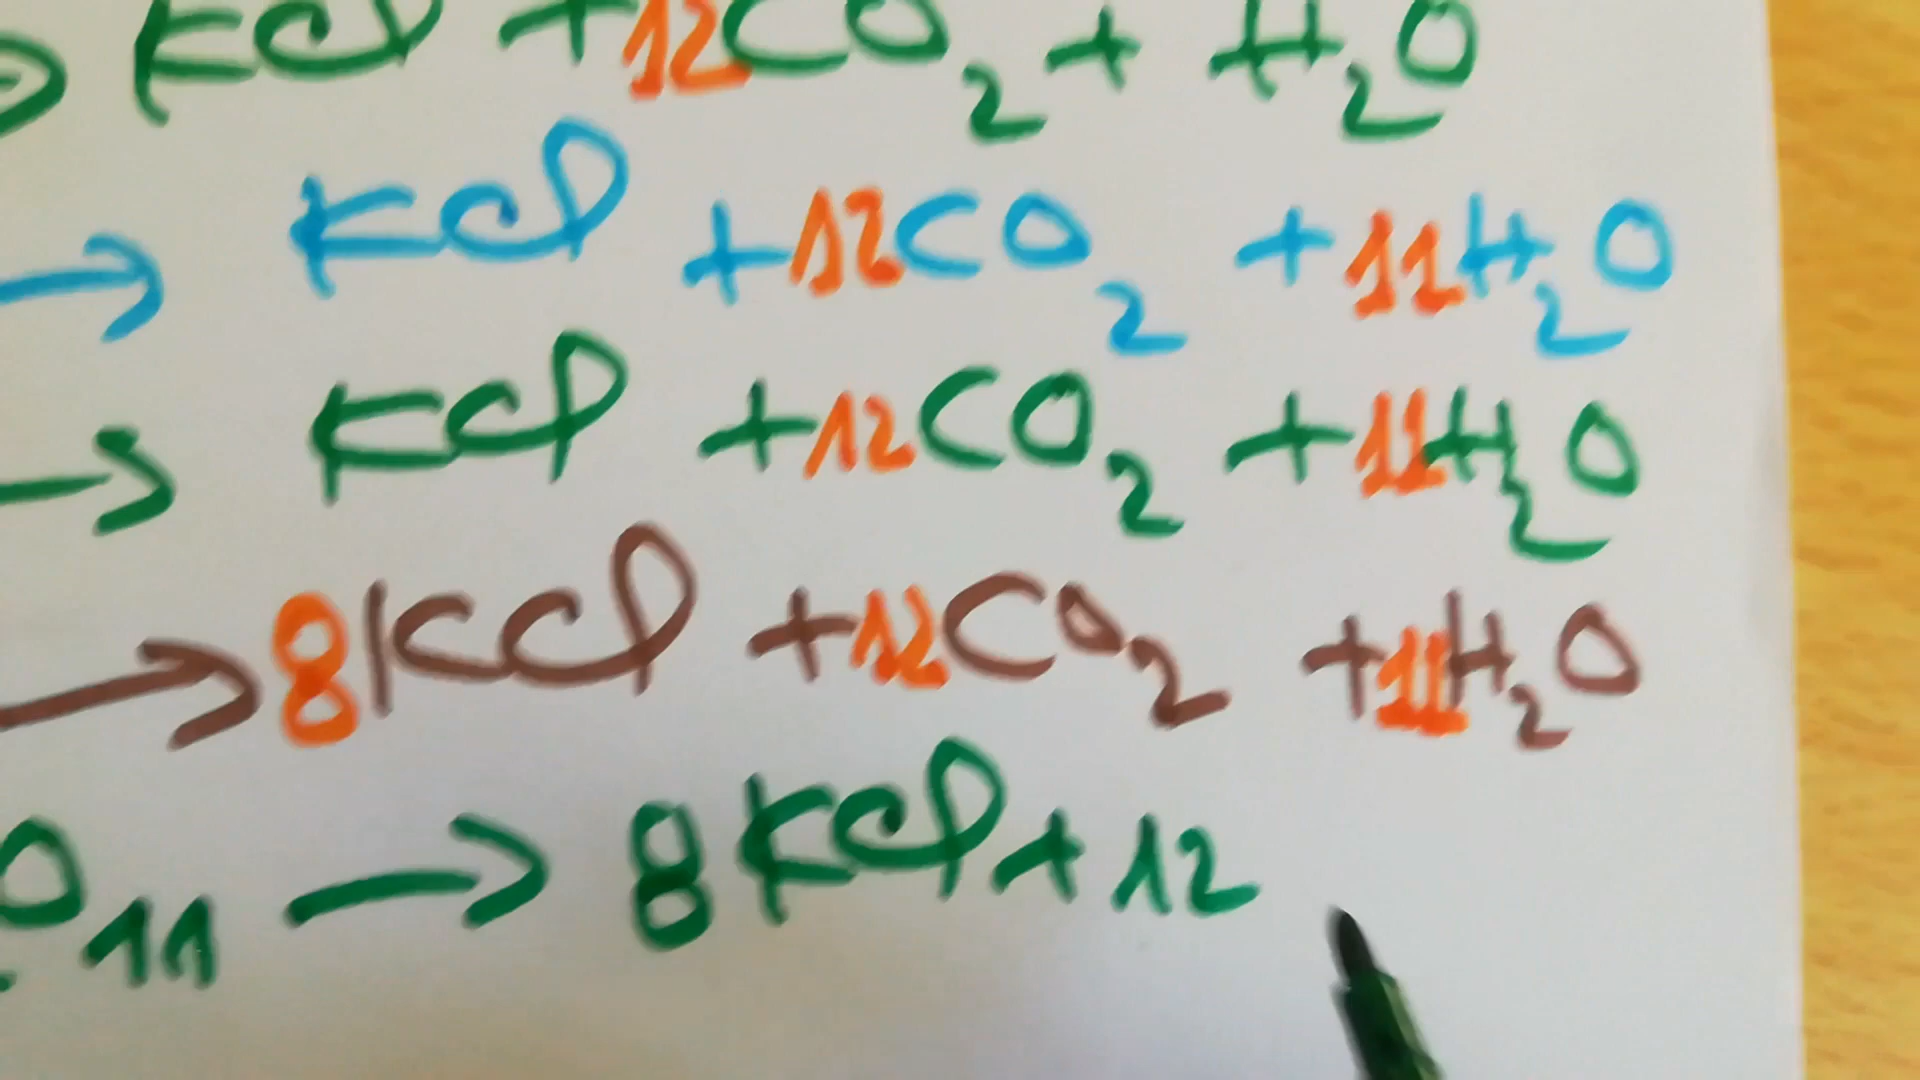 KCl + 12CO2 + H2O
→ KCl + 12CO2 + 11H2O
→ KCl + 12CO2 + 11H2O
→ 8KCl + 12CO2 + 11H2O
O11 → 8KCl + 12